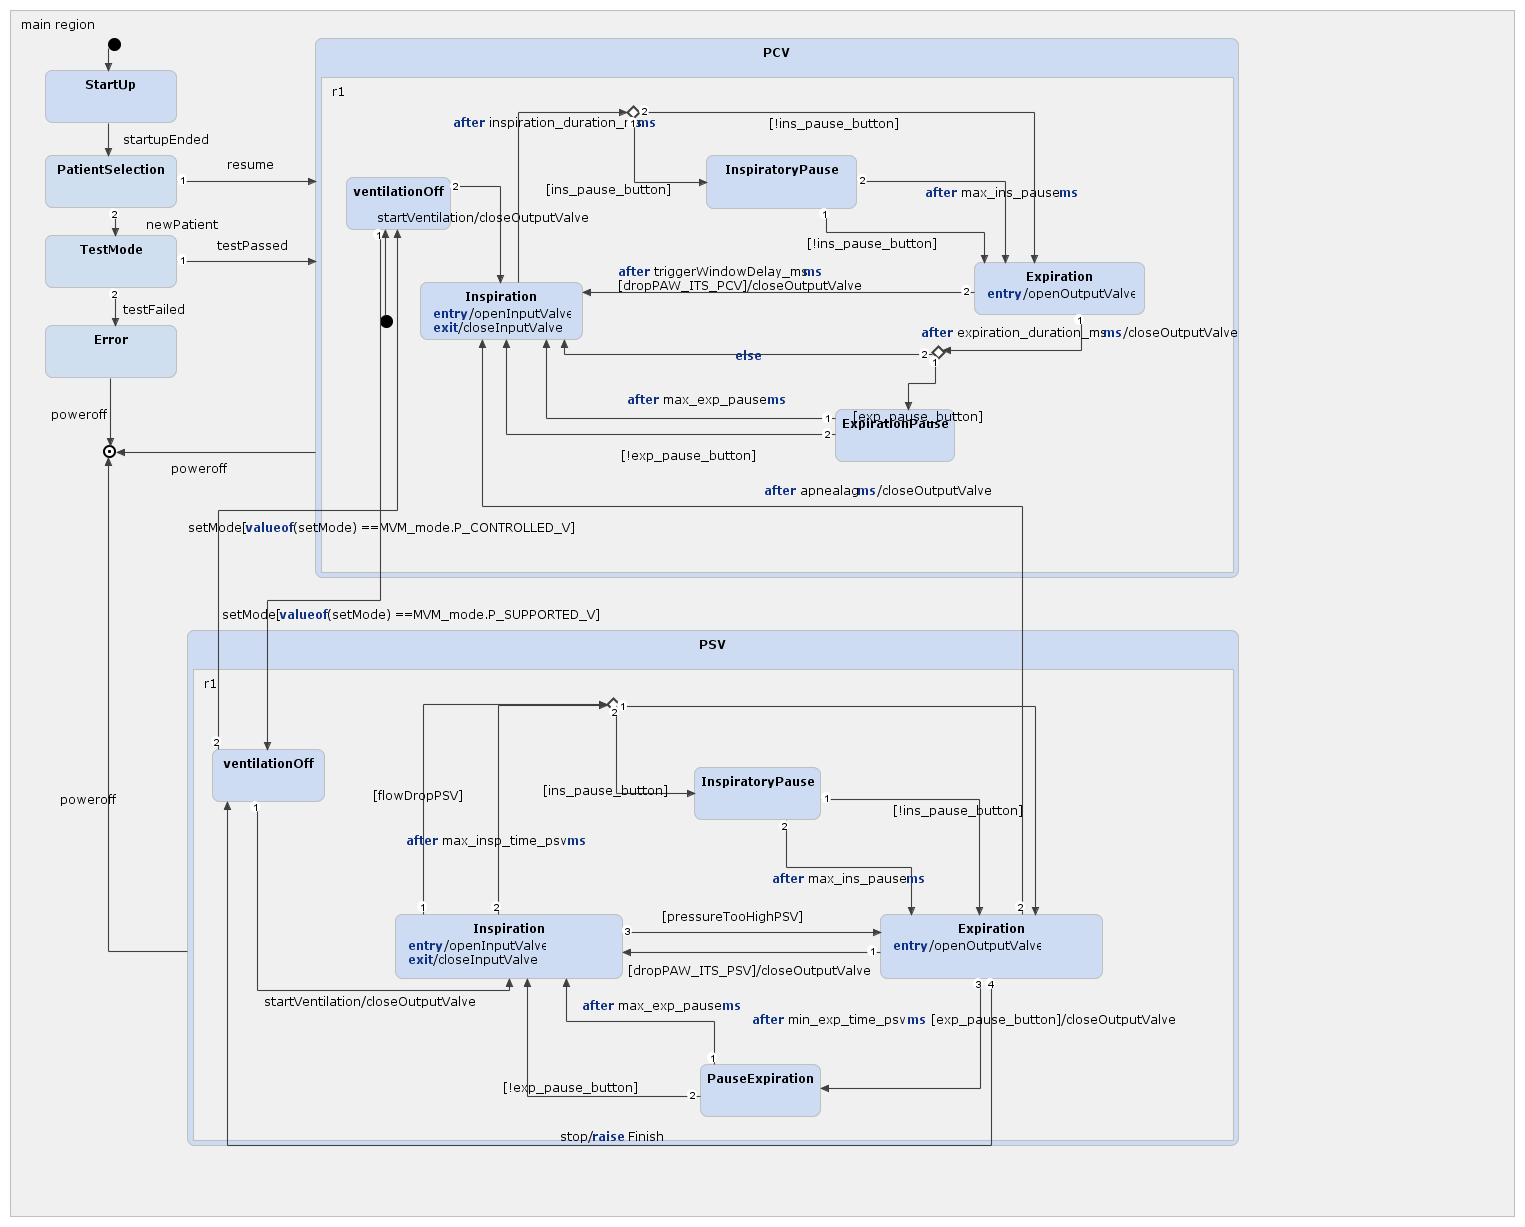 main region
StartUp
startupEnded
PatientSelection
1
resume
2
newPatient
TestMode
1
testPassed
2
testFailed
Error
poweroff
poweroff
PCV
r1
after inspiration_duration_ms
1
2
[!ins_pause_button]
ventilationOff
2
startVentilation/closeOutputValve
1
[ins_pause_button]
InspiratoryPause
2
after max_ins_pausems
1
[!ins_pause_button]
Inspiration
entry/openInputValve
exit/closeInputValve
after triggerWindowDelay_msms
[dropPAW_ITS_PCV]/closeOutputValve
2
Expiration
entry/openOutputValve
1
after expiration_duration_msms/closeOutputValve
else
2
1
after max_exp_pausems
[exp_pause_button]
ExpirationPause
1
2
[!exp_pause_button]
after apnealagms/closeOutputValve
setMode[valueof(setMode) ==MVM_mode.P_CONTROLLED_V]
setMode[valueof(setMode) ==MVM_mode.P_SUPPORTED_V]
PSV
r1
2
1
2
ventilationOff
1
poweroff
[flowDropPSV]
[ins_pause_button]
InspiratoryPause
1
[!ins_pause_button]
2
after max_insp_time_psvms
after max_ins_pausems
1
2
2
Inspiration
entry/openInputValve
exit/closeInputValve
3
[pressureTooHighPSV]
Expiration
entry/openOutputValve
1
[dropPAW_ITS_PSV]/closeOutputValve
3
4
startVentilation/closeOutputValve
after max_exp_pausems
after min_exp_time_psvms [exp_pause_button]/closeOutputValve
1
PauseExpiration
2
[!exp_pause_button]
stop/raise Finish